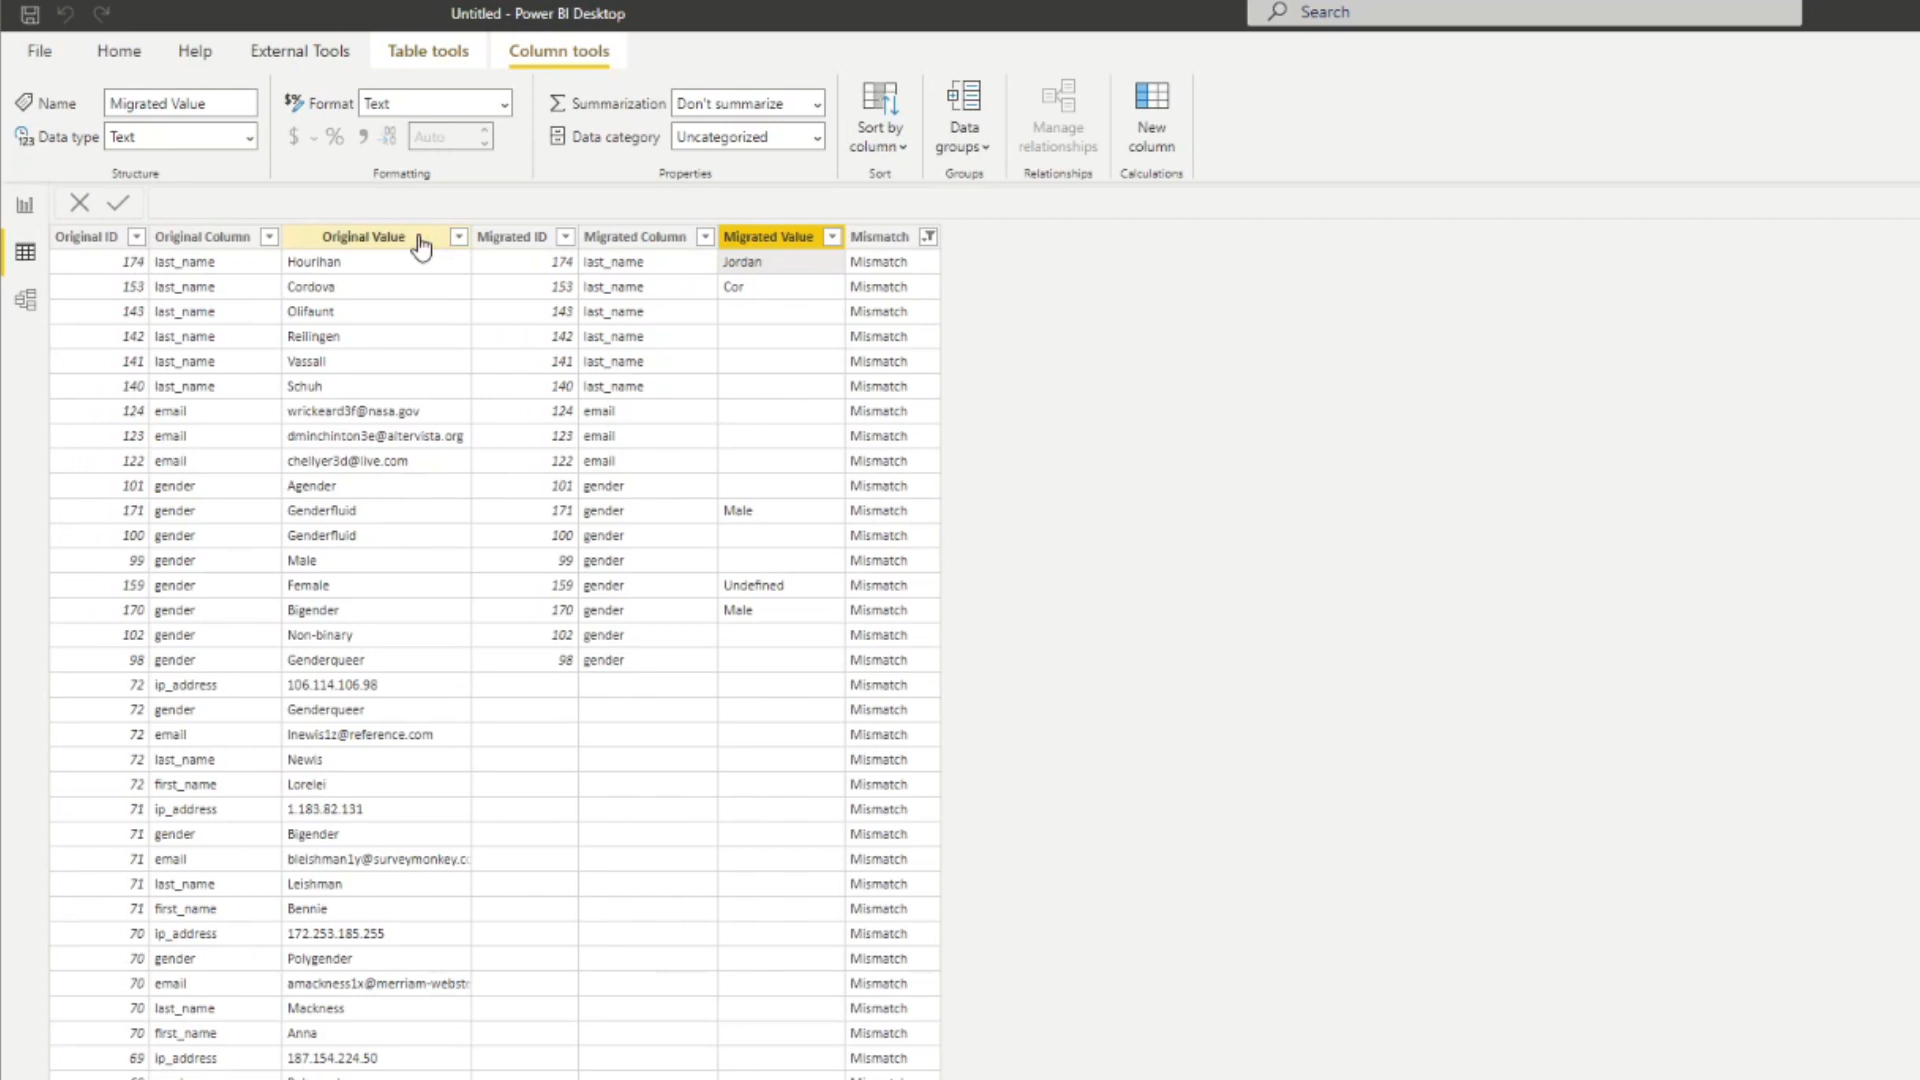 Untitled - Power BI Desktop
Search
File Home Help External Tools Table tools Column tools
Name Migrated Value
Data type Text
Structure
Format Text
$ % Auto
Formatting
Summarization Don't summarize
Data category Uncategorized
Properties
Sort by column
Sort
Data groups
Groups
Manage relationships
Relationships
New column
Calculations
Original ID Original Column Original Value Migrated ID Migrated Column Migrated Value Mismatch
174 last_name Hourihan 174 last_name Jordan Mismatch
153 last_name Cordova 153 last_name Cor Mismatch
143 last_name Olifaunt 143 last_name Mismatch
142 last_name Rellingen 142 last_name Mismatch
141 last_name Vassall 141 last_name Mismatch
140 last_name Schuh 140 last_name Mismatch
124 email wrickeard3f@nasa.gov 124 email Mismatch
123 email dminchinton3e@altervista.org 123 email Mismatch
122 email chellyer3d@live.com 122 email Mismatch
101 gender Agender 101 gender Mismatch
171 gender Genderfluid 171 gender Male Mismatch
100 gender Genderfluid 100 gender Mismatch
99 gender Male 99 gender Mismatch
159 gender Female 159 gender Undefined Mismatch
170 gender Bigender 170 gender Male Mismatch
102 gender Non-binary 102 gender Mismatch
98 gender Genderqueer 98 gender Mismatch
72 ip_address 106.114.106.98 Mismatch
72 gender Genderqueer Mismatch
72 email lnewis1z@reference.com Mismatch
72 last_name Newis Mismatch
72 first_name Lorelei Mismatch
71 ip_address 1.183.82.131 Mismatch
71 gender Bigender Mismatch
71 email bleishman1y@surveymonkey.c Mismatch
71 last_name Leishman Mismatch
71 first_name Bennie Mismatch
70 ip_address 172.253.185.255 Mismatch
70 gender Polygender Mismatch
70 email amackness1x@merriam-webst Mismatch
70 last_name Mackness Mismatch
70 first_name Anna Mismatch
69 ip_address 187.154.224.50 Mismatch